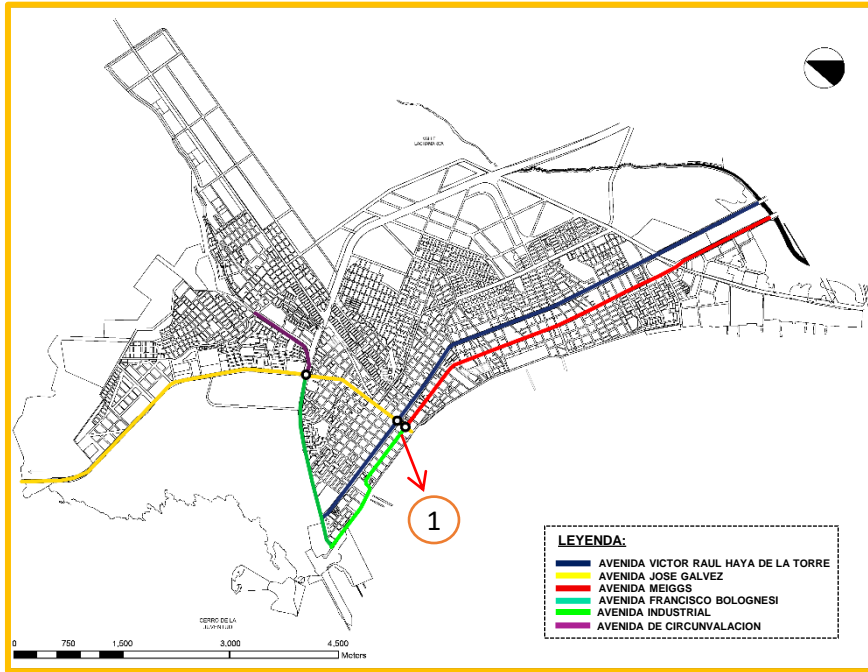 1
LEYENDA:
AVENIDA VICTOR RAUL HAYA DE LA TORRE
AVENIDA JOSE GALVEZ
AVENIDA MEIGGS
AVENIDA FRANCISCO BOLOGNESI
AVENIDA INDUSTRIAL
AVENIDA DE CIRCUNVALACION
CERRO DE LA
JUVENTUD
0 750 1,500 3,000 4,500
Meters